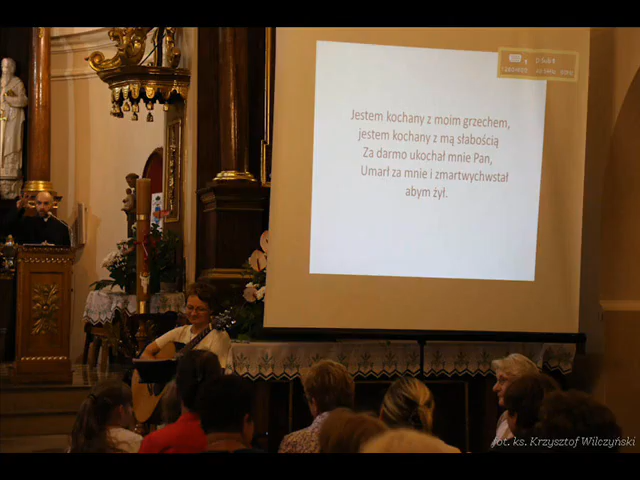 Jestem kochany z moim grzechem,
jestem kochany z mą słabością
Za darmo ukochał mnie Pan,
Umarł za mnie i zmartwychwstał
abym żył.
fot. ks. Krzysztof Wilczyński